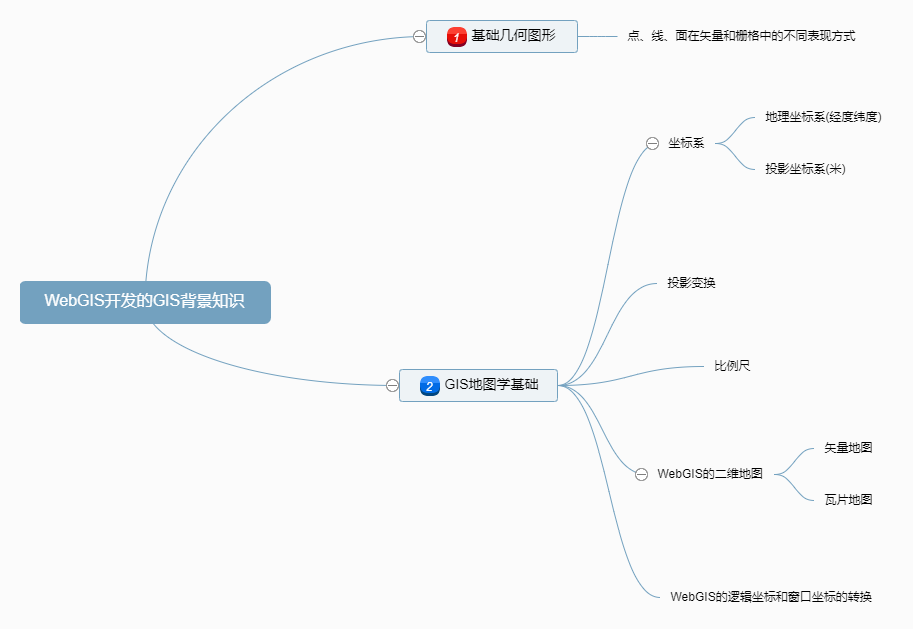 1 基础几何图形
点、线、面在矢量和栅格中的不同表现方式
地理坐标系(经度纬度)
坐标系
投影坐标系(米)
投影变换
WebGIS开发的GIS背景知识
比例尺
2 GIS地图学基础
矢量地图
WebGIS的二维地图
瓦片地图
WebGIS的逻辑坐标和窗口坐标的转换